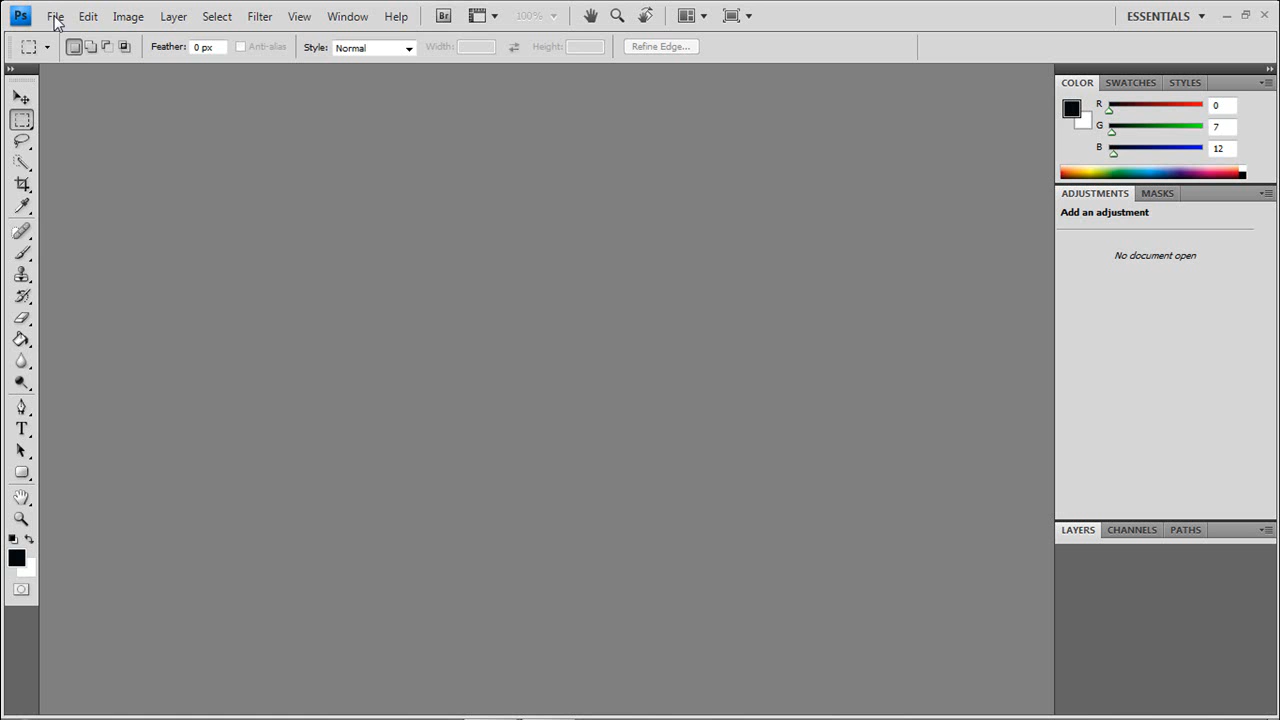 Ps File Edit Image Layer Select Filter View Window Help Br 100% ESSENTIALS
Feather: 0 px Anti-alias Style: Normal Width: Height: Refine Edge...
COLOR SWATCHES STYLES
R 0
G 7
B 12
ADJUSTMENTS MASKS
Add an adjustment
No document open
T
LAYERS CHANNELS PATHS